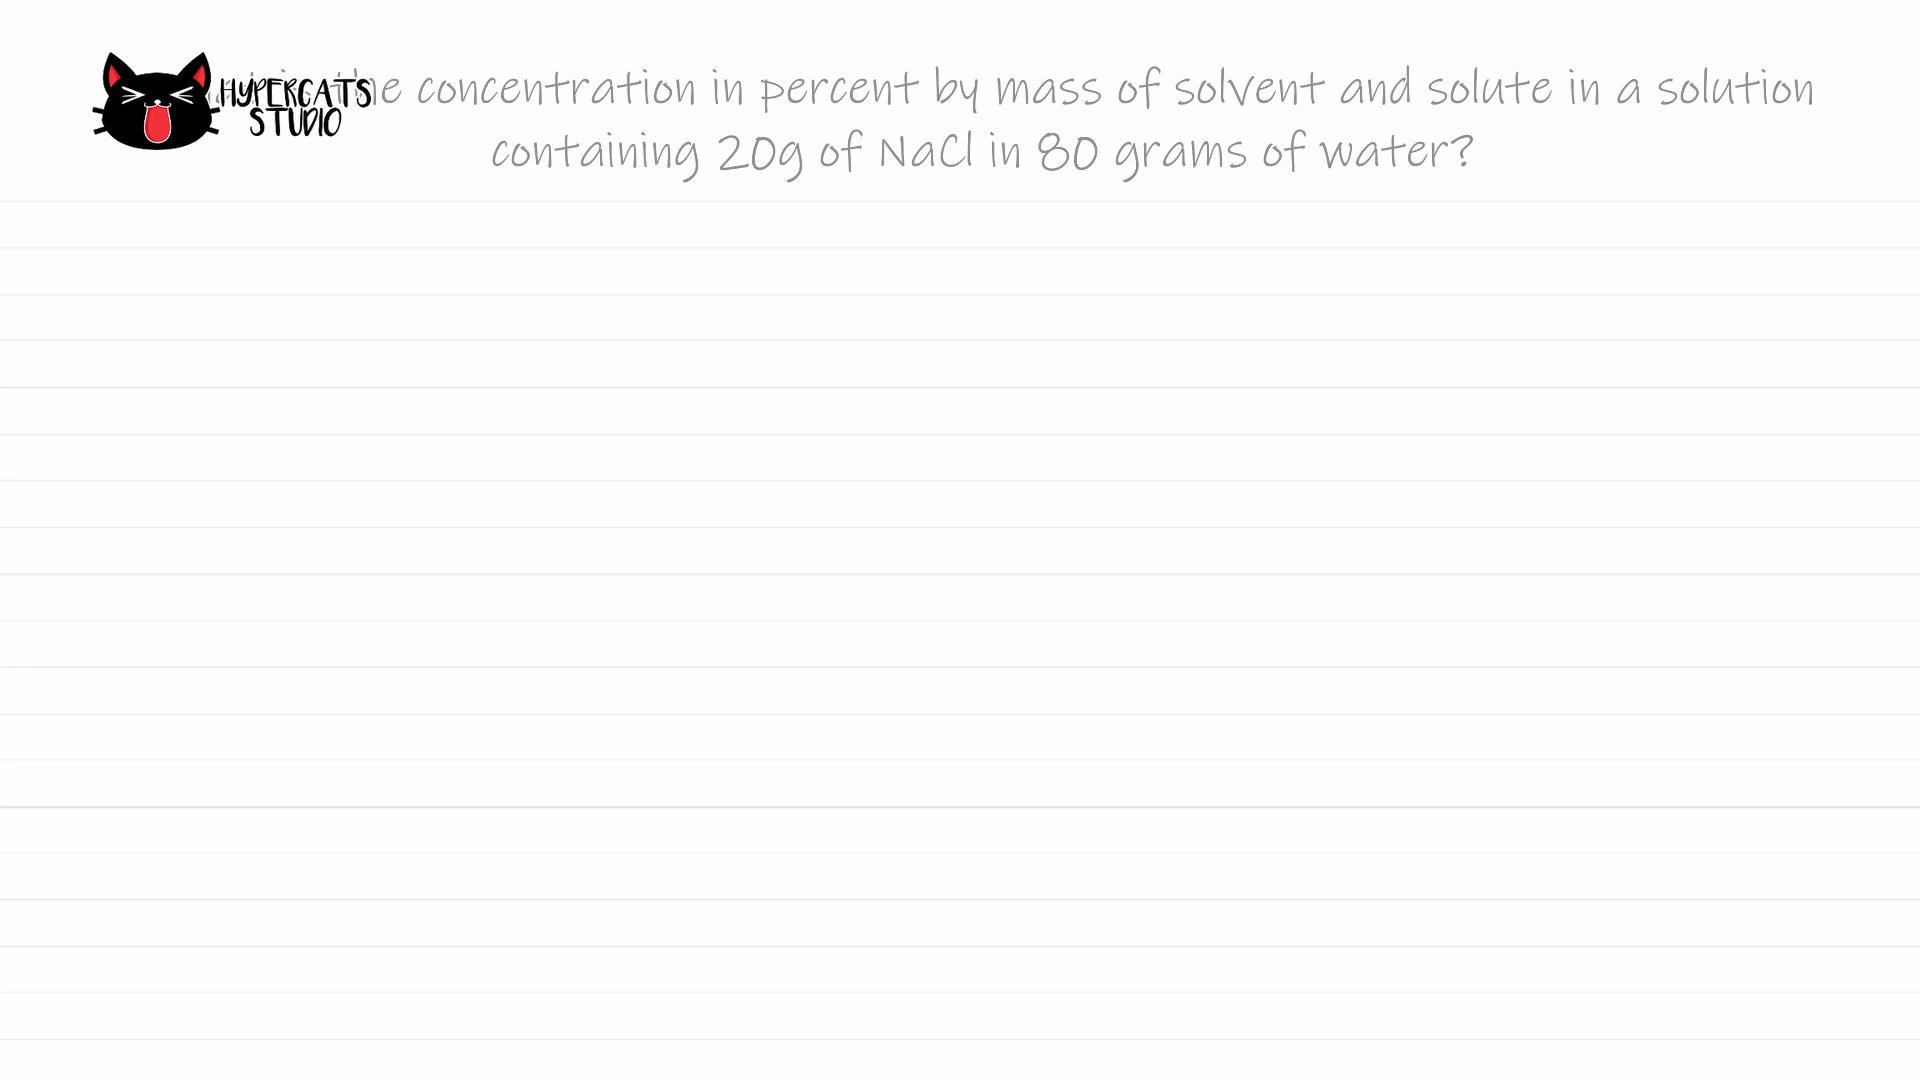 HYPERCATS
STUDIO
the concentration in percent by mass of solvent and solute in a solution
containing 20g of NaCl in 80 grams of water?